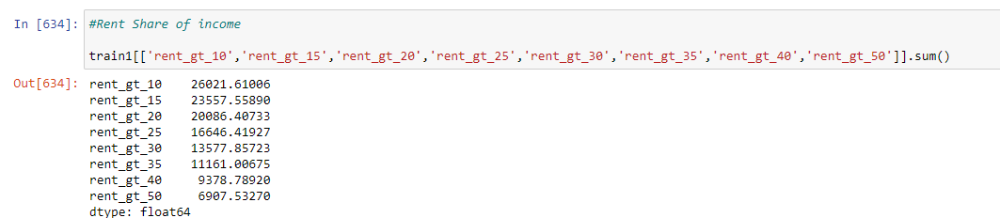 In [634]: #Rent Share of income
train1[['rent_gt_10','rent_gt_15','rent_gt_20','rent_gt_25','rent_gt_30','rent_gt_35','rent_gt_40','rent_gt_50']].sum()
Out[634]: rent_gt_10    26021.61006
rent_gt_15    23557.55890
rent_gt_20    20086.40733
rent_gt_25    16646.41927
rent_gt_30    13577.85723
rent_gt_35    11161.00675
rent_gt_40     9378.78920
rent_gt_50     6907.53270
dtype: float64